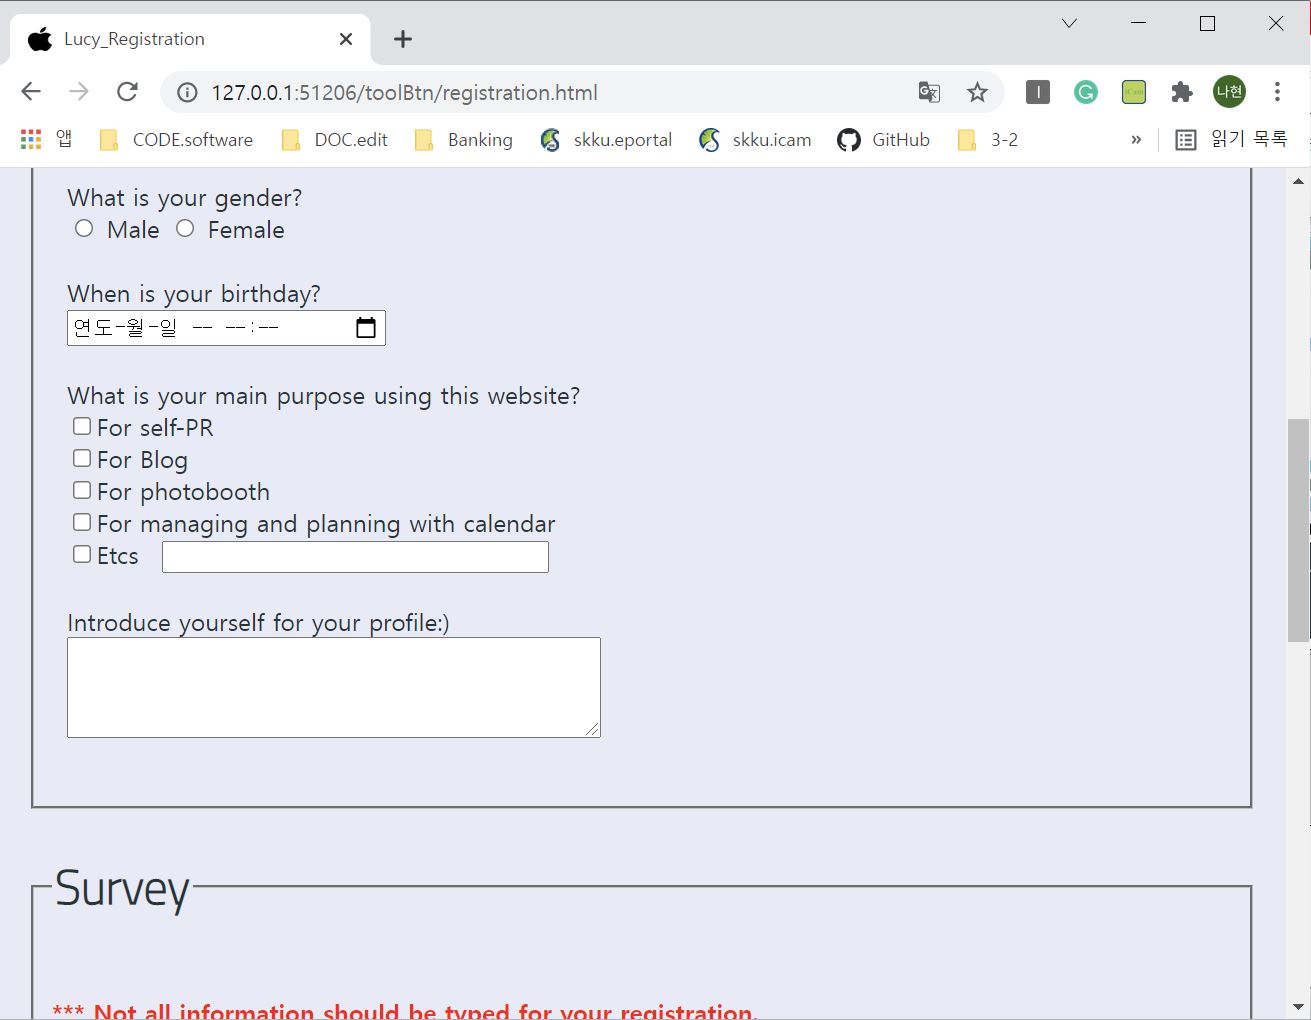 Lucy_Registration
127.0.0.1:51206/toolBtn/registration.html
나현
앱 CODE.software DOC.edit Banking skku.eportal skku.icam GitHub 3-2 » 읽기 목록
What is your gender?
Male Female
When is your birthday?
연도-월-일 -- --:--
What is your main purpose using this website?
For self-PR
For Blog
For photobooth
For managing and planning with calendar
Etcs
Introduce yourself for your profile:)
Survey
*** Not all information should be typed for your registration.